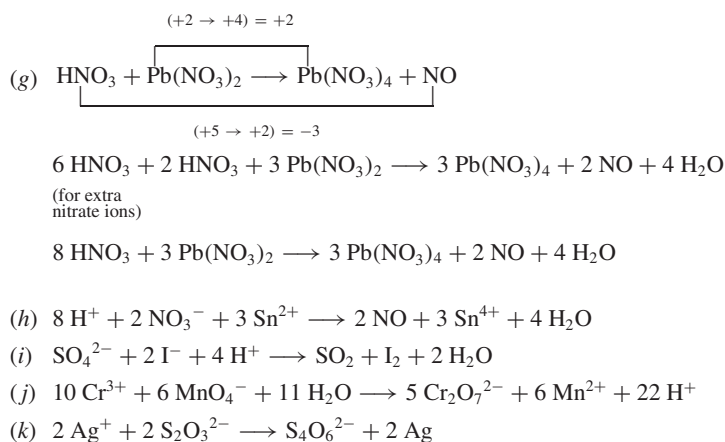 (+2 → +4) = +2
(g) HNO₃ + Pb(NO₃)₂ ⟶ Pb(NO₃)₄ + NO
(+5 → +2) = −3
6 HNO₃ + 2 HNO₃ + 3 Pb(NO₃)₂ ⟶ 3 Pb(NO₃)₄ + 2 NO + 4 H₂O
(for extra
nitrate ions)
8 HNO₃ + 3 Pb(NO₃)₂ ⟶ 3 Pb(NO₃)₄ + 2 NO + 4 H₂O
(h) 8 H⁺ + 2 NO₃⁻ + 3 Sn²⁺ ⟶ 2 NO + 3 Sn⁴⁺ + 4 H₂O
(i) SO₄²⁻ + 2 I⁻ + 4 H⁺ ⟶ SO₂ + I₂ + 2 H₂O
(j) 10 Cr³⁺ + 6 MnO₄⁻ + 11 H₂O ⟶ 5 Cr₂O₇²⁻ + 6 Mn²⁺ + 22 H⁺
(k) 2 Ag⁺ + 2 S₂O₃²⁻ ⟶ S₄O₆²⁻ + 2 Ag